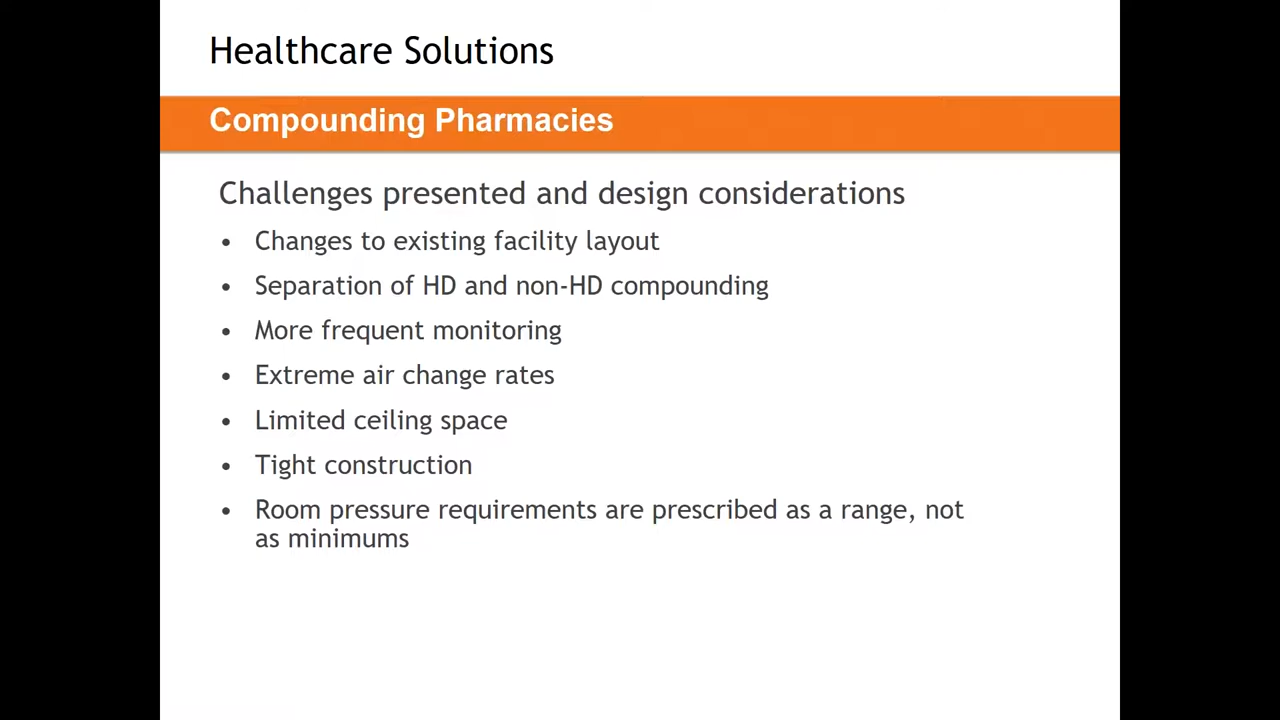 Healthcare Solutions
Compounding Pharmacies
Challenges presented and design considerations
• Changes to existing facility layout
• Separation of HD and non-HD compounding
• More frequent monitoring
• Extreme air change rates
• Limited ceiling space
• Tight construction
• Room pressure requirements are prescribed as a range, not
as minimums